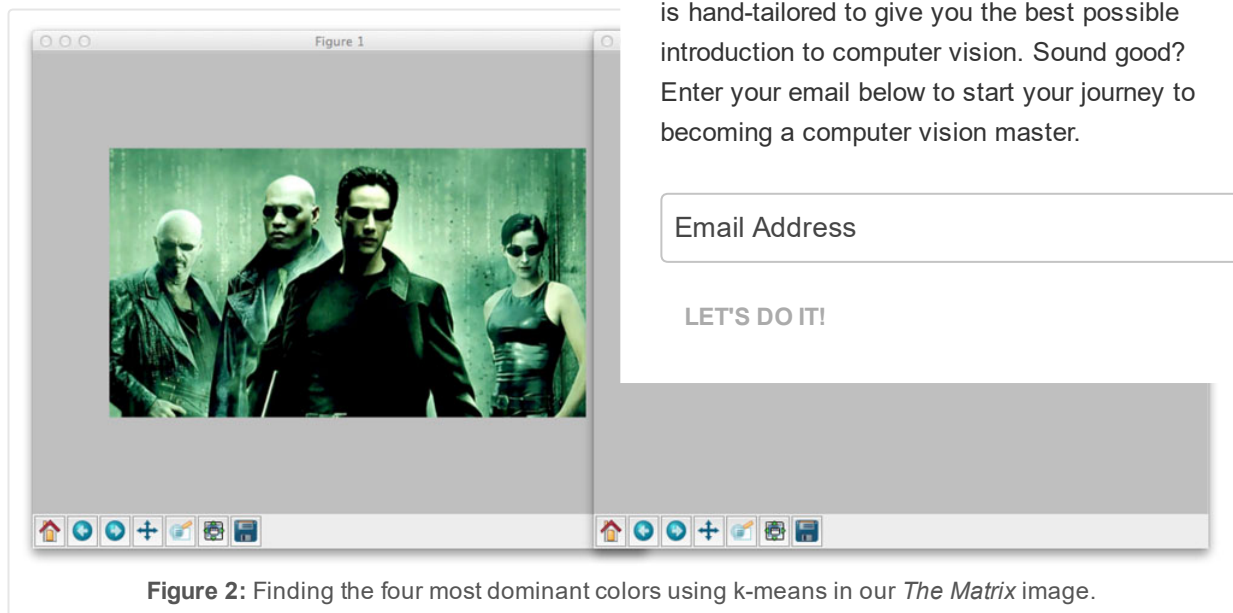 is hand-tailored to give you the best possible
introduction to computer vision. Sound good?
Enter your email below to start your journey to
becoming a computer vision master.
Email Address
LET'S DO IT!
Figure 1
Figure 2: Finding the four most dominant colors using k-means in our The Matrix image.